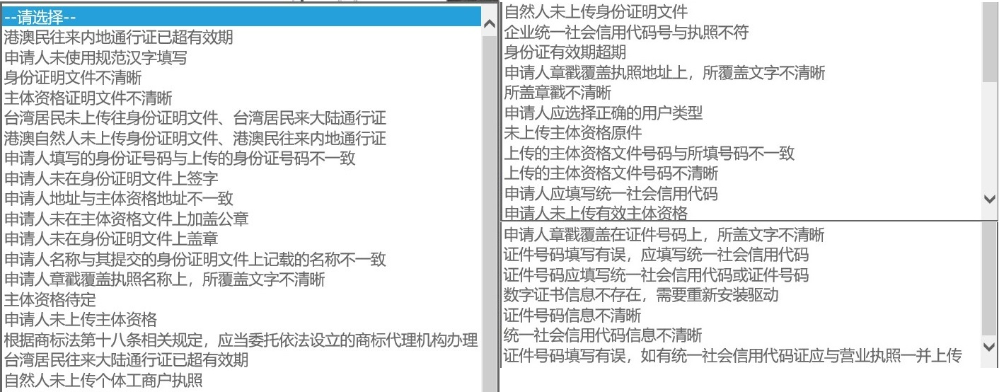 --请选择--
港澳民往来内地通行证已超有效期
申请人未使用规范汉字填写
身份证明文件不清晰
主体资格证明文件不清晰
台湾居民未上传往身份证明文件、台湾居民来大陆通行证
港澳自然人未上传身份证明文件、港澳民往来内地通行证
申请人填写的身份证号码与上传的身份证号码不一致
申请人未在身份证明文件上签字
申请人地址与主体资格地址不一致
申请人未在主体资格文件上加盖公章
申请人未在身份证明文件上盖章
申请人名称与其提交的身份证明文件上记载的名称不一致
申请人章戳覆盖执照名称上，所覆盖文字不清晰
主体资格待定
申请人未上传主体资格
根据商标法第十八条相关规定，应当委托依法设立的商标代理机构办理
台湾居民往来大陆通行证已超有效期
自然人未上传个体工商户执照
自然人未上传身份证明文件
企业统一社会信用代码号与执照不符
身份证有效期超期
申请人章戳覆盖执照地址上，所覆盖文字不清晰
所盖章戳不清晰
申请人应选择正确的用户类型
未上传主体资格原件
上传的主体资格文件号码与所填号码不一致
上传的主体资格文件号码不清晰
申请人应填写统一社会信用代码
申请人未上传有效主体资格
申请人章戳覆盖在证件号码上，所盖文字不清晰
证件号码填写有误，应填写统一社会信用代码
证件号码应填写统一社会信用代码或证件号码
数字证书信息不存在，需要重新安装驱动
证件号码信息不清晰
统一社会信用代码信息不清晰
证件号码填写有误，如有统一社会信用代码证应与营业执照一并上传